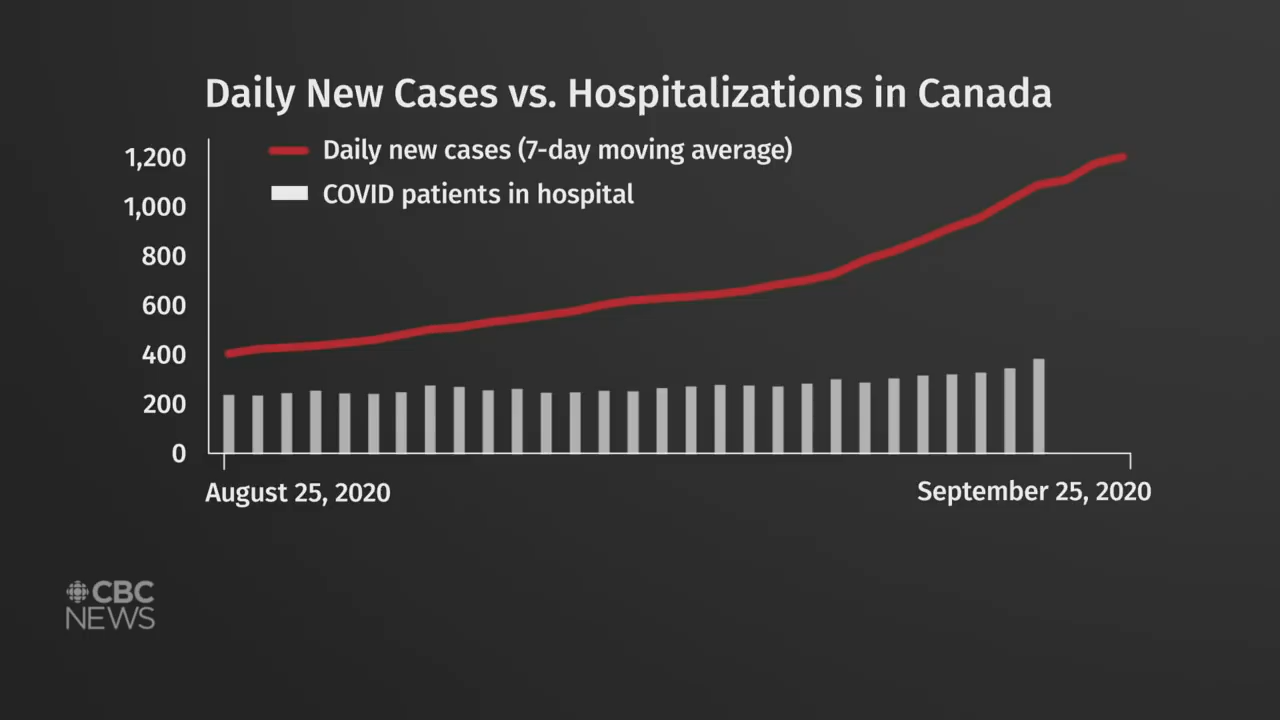 Daily New Cases vs. Hospitalizations in Canada
Daily new cases (7-day moving average)
COVID patients in hospital
1,200
1,000
800
600
400
200
0
August 25, 2020
September 25, 2020
CBC
NEWS